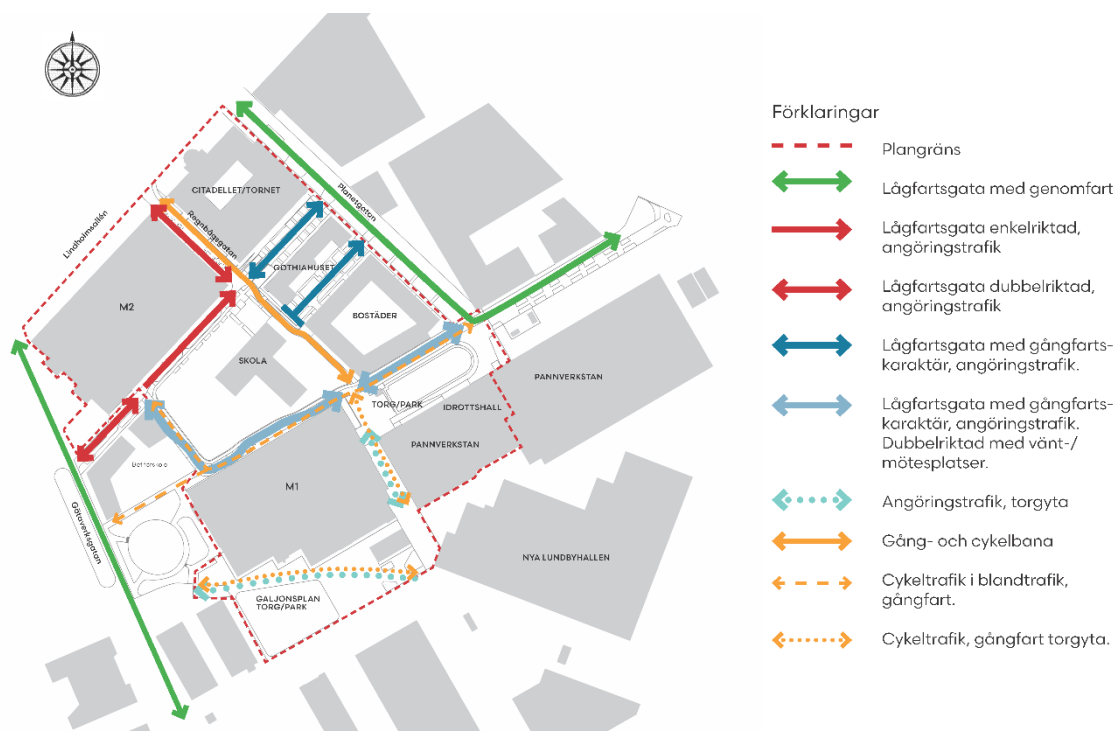 CITADELLET/TORNET
Planetgatan
Lindholmsallén
Regnbågsgatan
GÖTHIAHUSET
M2
BOSTÄDER
SKOLA
PANNVERKSTAN
TORG/PARK
IDROTTSHALL
PANNVERKSTAN
M1
Götaverksgatan
NYA LUNDBYHALLEN
GALJONSPLAN
TORG/PARK
Förklaringar
Plangräns
Lågfartsgata med genomfart
Lågfartsgata enkelriktad,
angöringstrafik
Lågfartsgata dubbelriktad,
angöringstrafik
Lågfartsgata med gångfarts-
karaktär, angöringstrafik.
Lågfartsgata med gångfarts-
karaktär, angöringstrafik.
Dubbelriktad med vänt-/
mötesplatser.
Angöringstrafik, torgyta
Gång- och cykelbana
Cykeltrafik i blandtrafik,
gångfart.
Cykeltrafik, gångfart torgyta.